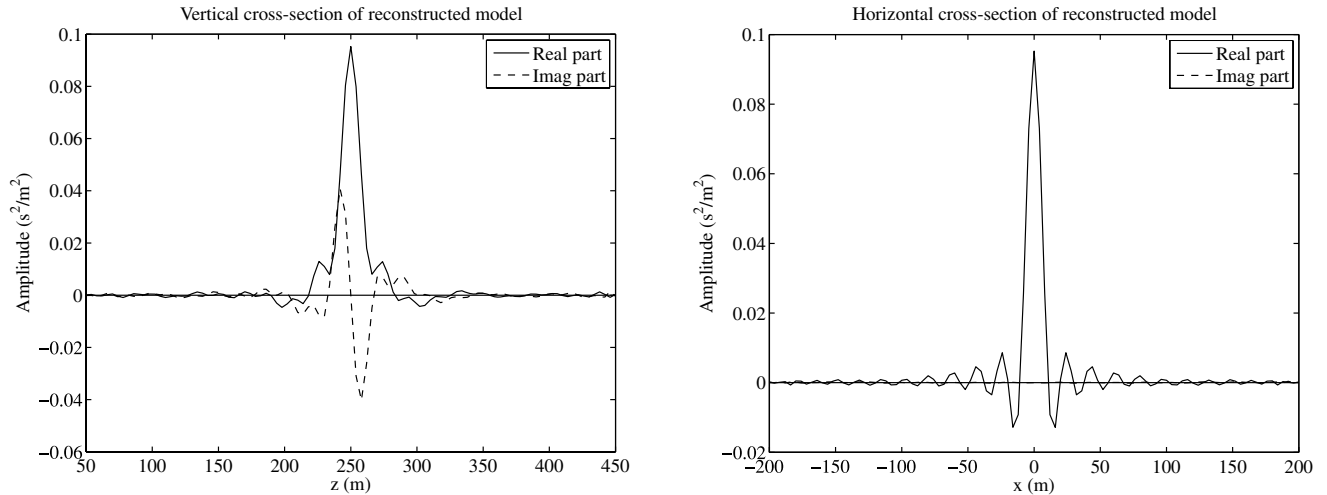 Vertical cross-section of reconstructed model
0.1
0.08
0.06
0.04
0.02
0
−0.02
−0.04
−0.06
Amplitude (s²/m²)
Real part
Imag part
50 100 150 200 250 300 350 400 450
z (m)
Horizontal cross-section of reconstructed model
0.1
0.08
0.06
0.04
0.02
0
−0.02
Amplitude (s²/m²)
Real part
Imag part
−200 −150 −100 −50 0 50 100 150 200
x (m)